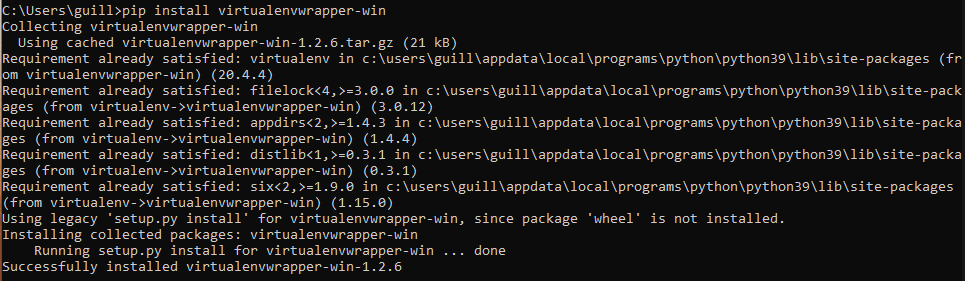 C:\Users\guill>pip install virtualenvwrapper-win
Collecting virtualenvwrapper-win
  Using cached virtualenvwrapper-win-1.2.6.tar.gz (21 kB)
Requirement already satisfied: virtualenv in c:\users\guill\appdata\local\programs\python\python39\lib\site-packages (fr
om virtualenvwrapper-win) (20.4.4)
Requirement already satisfied: filelock<4,>=3.0.0 in c:\users\guill\appdata\local\programs\python\python39\lib\site-pack
ages (from virtualenv->virtualenvwrapper-win) (3.0.12)
Requirement already satisfied: appdirs<2,>=1.4.3 in c:\users\guill\appdata\local\programs\python\python39\lib\site-packa
ges (from virtualenv->virtualenvwrapper-win) (1.4.4)
Requirement already satisfied: distlib<1,>=0.3.1 in c:\users\guill\appdata\local\programs\python\python39\lib\site-packa
ges (from virtualenv->virtualenvwrapper-win) (0.3.1)
Requirement already satisfied: six<2,>=1.9.0 in c:\users\guill\appdata\local\programs\python\python39\lib\site-packages
(from virtualenv->virtualenvwrapper-win) (1.15.0)
Using legacy 'setup.py install' for virtualenvwrapper-win, since package 'wheel' is not installed.
Installing collected packages: virtualenvwrapper-win
    Running setup.py install for virtualenvwrapper-win ... done
Successfully installed virtualenvwrapper-win-1.2.6